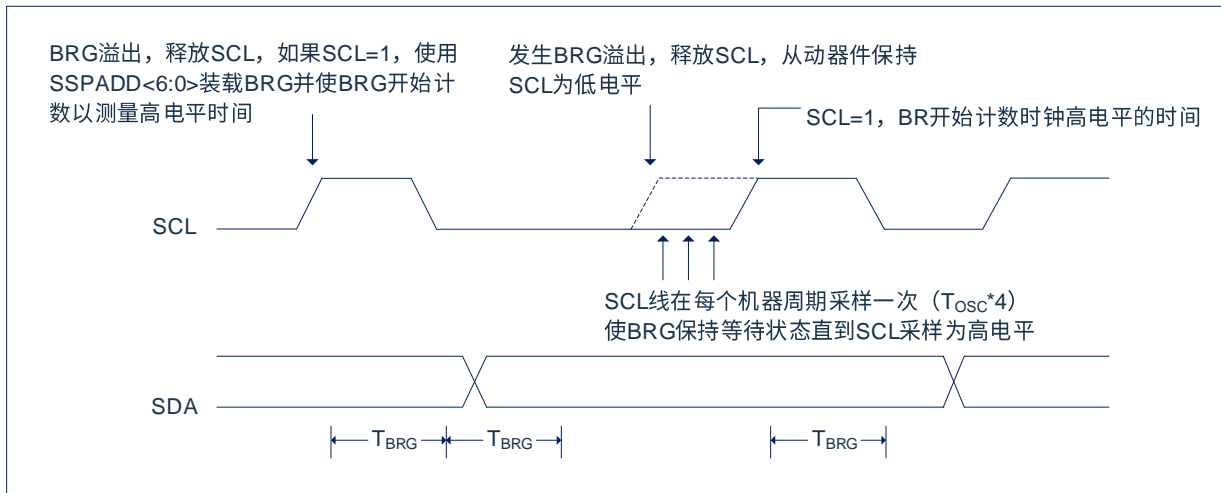 BRG溢出，释放SCL，如果SCL=1，使用
SSPADD<6:0>装载BRG并使BRG开始计
数以测量高电平时间
发生BRG溢出，释放SCL，从动器件保持
SCL为低电平
SCL=1，BR开始计数时钟高电平的时间
SCL
SCL线在每个机器周期采样一次（TOSC*4）
使BRG保持等待状态直到SCL采样为高电平
SDA
TBRG
TBRG
TBRG